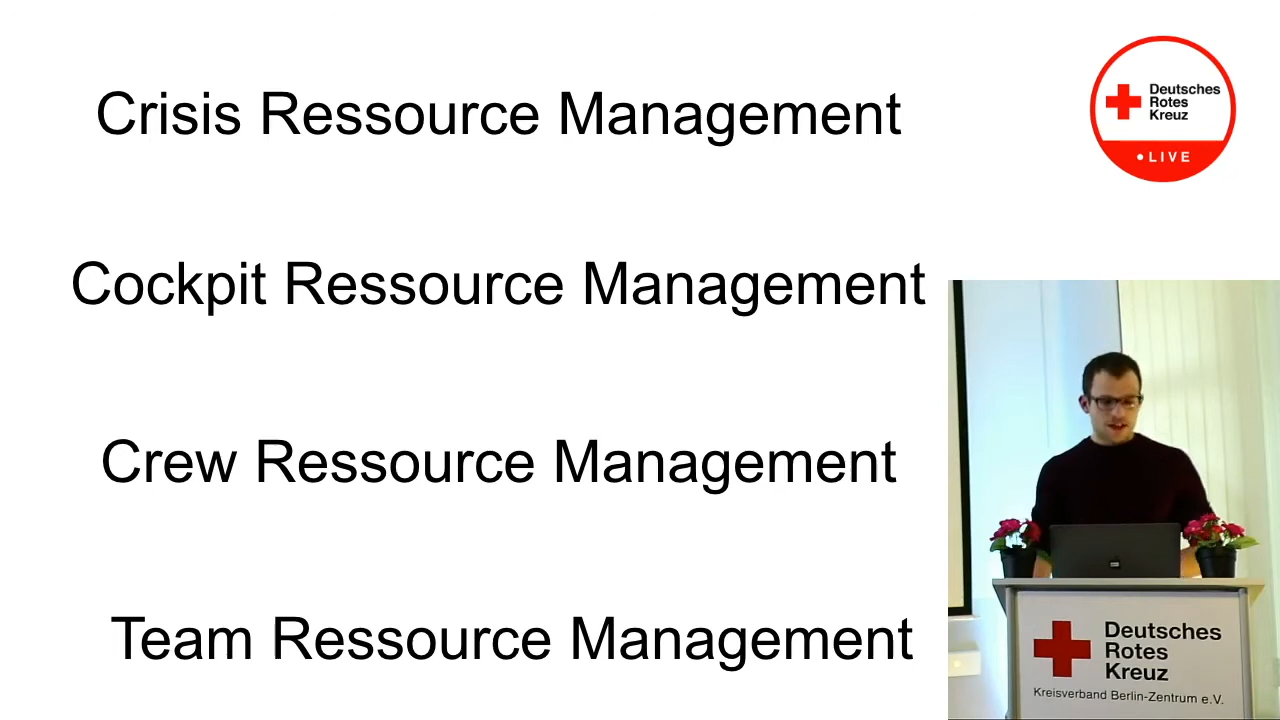 Crisis Ressource Management
Deutsches
Rotes
Kreuz
LIVE
Cockpit Ressource Management
Crew Ressource Management
Team Ressource Management
Deutsches
Rotes
Kreuz
Kreisverband Berlin-Zentrum e.V.